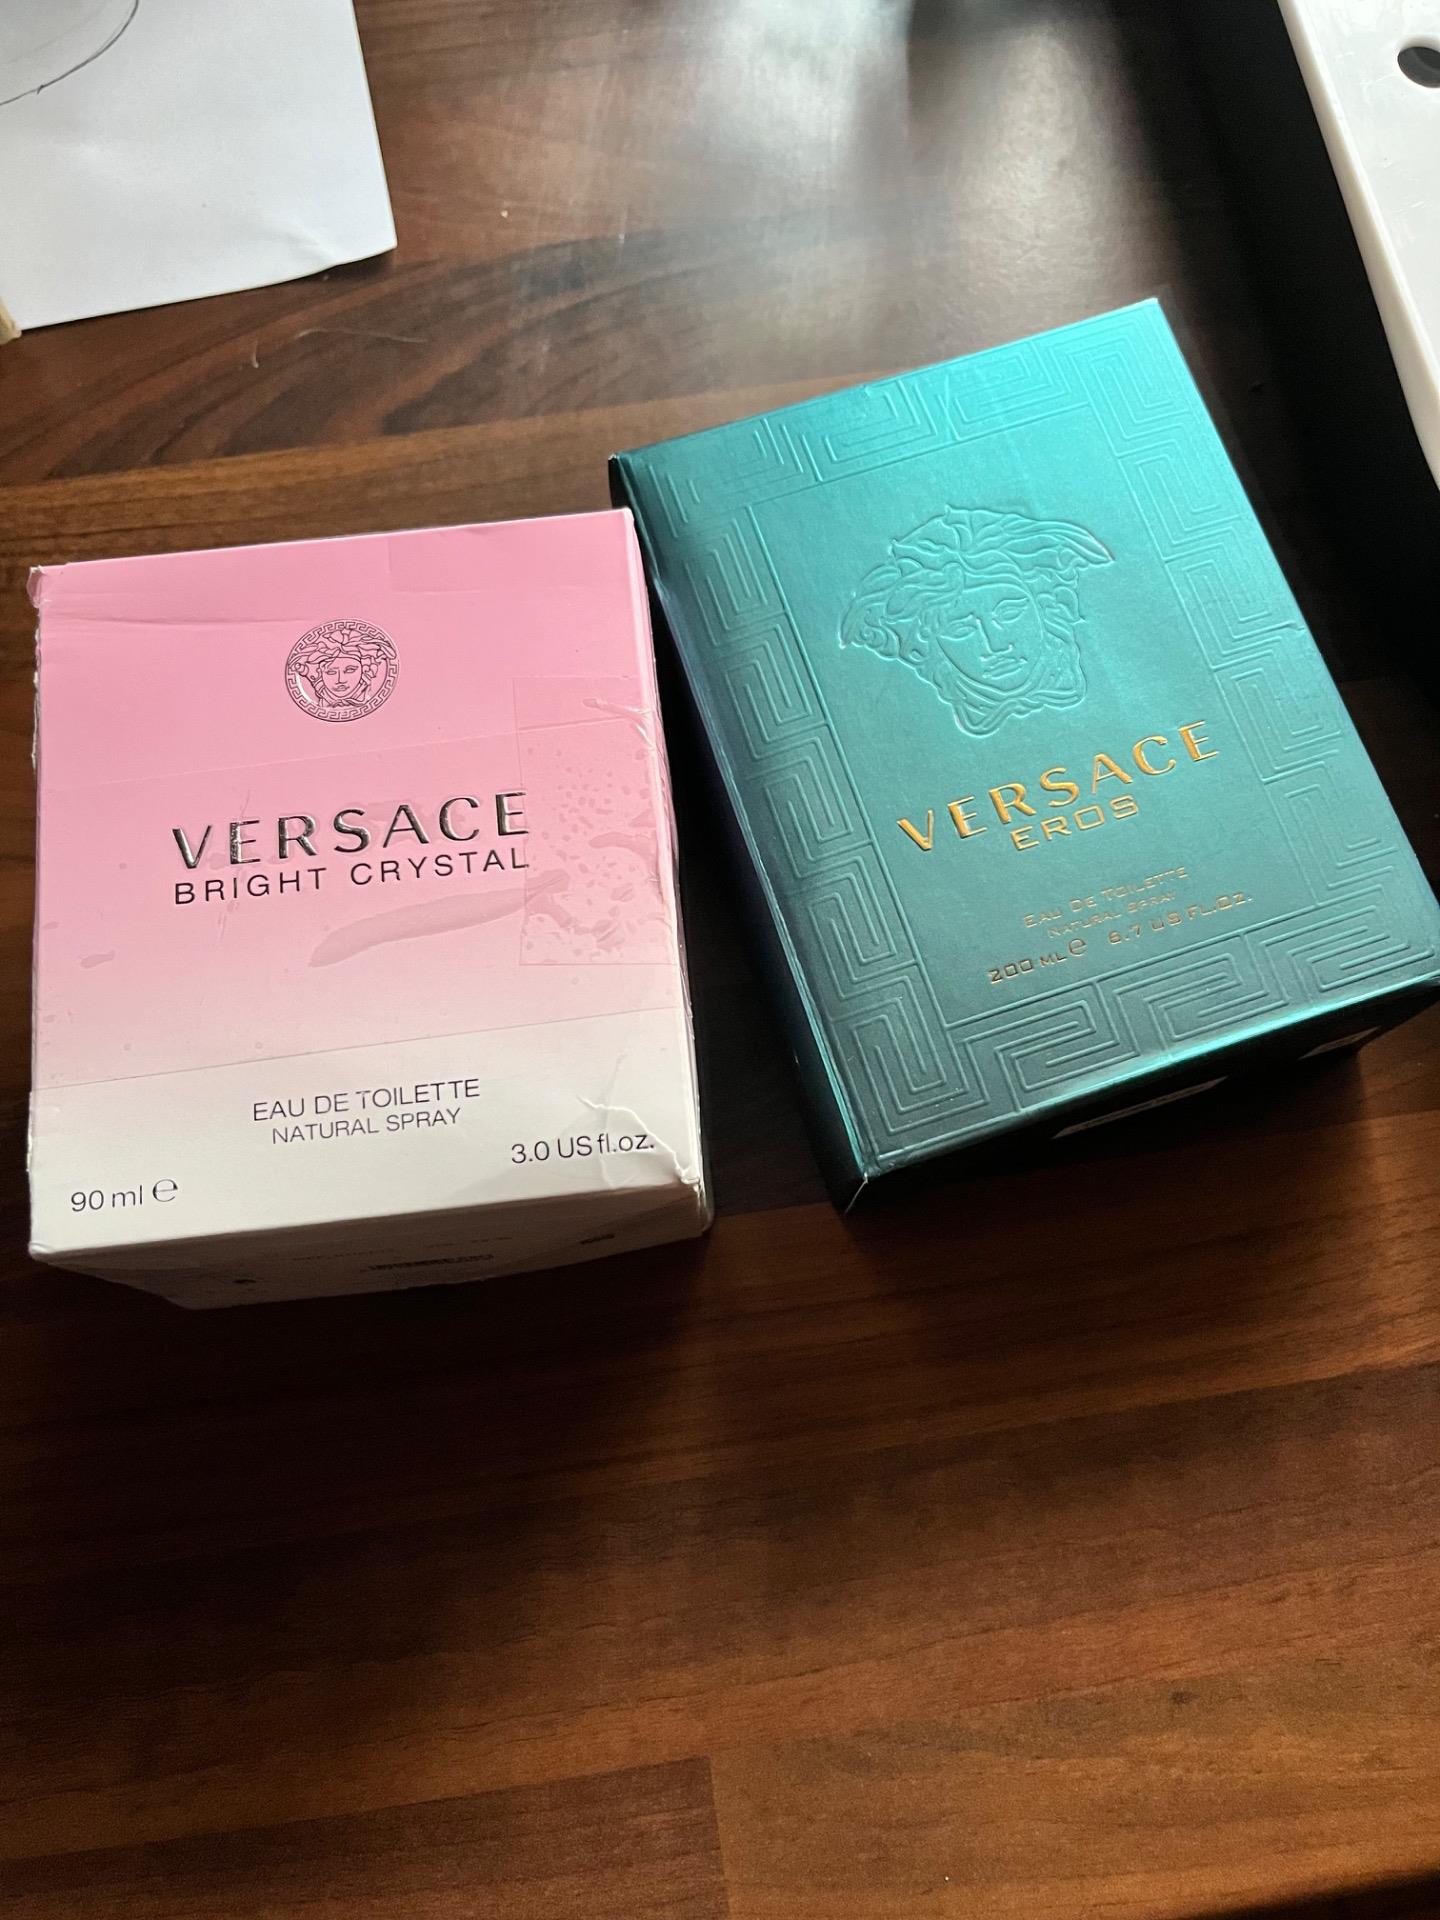 VERSACE
BRIGHT CRYSTAL
EAU DE TOILETTE
NATURAL SPRAY
90 ml ℮
3.0 US fl.oz.
VERSACE
EROS
EAU DE TOILETTE
NATURAL SPRAY
200 ML ℮ 6.7 US FL.OZ.